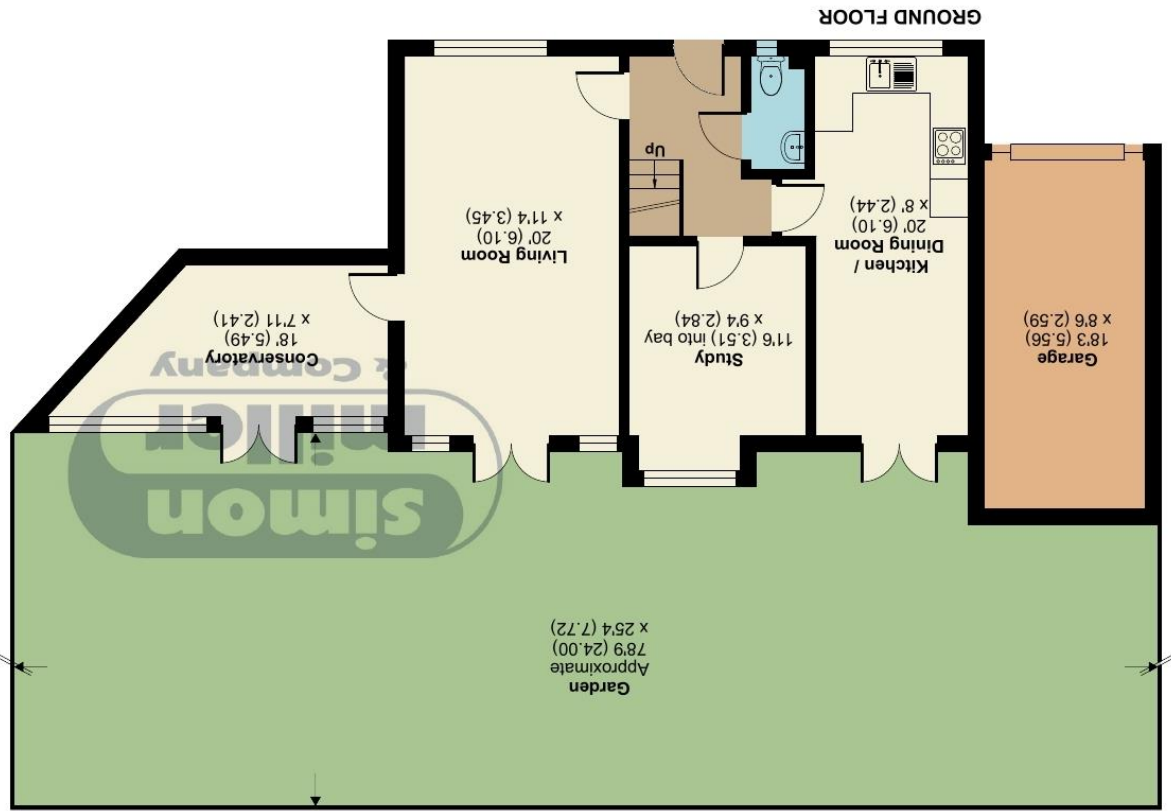 Garden
Approximate
78'9 (24.00)
x 25'4 (7.72)
simon
miller
& Company
Garage
18'3 (5.56)
x 8'6 (2.59)
Kitchen /
Dining Room
20' (6.10)
x 8' (2.44)
Study
11'6 (3.51) into bay
x 9'4 (2.84)
Living Room
20' (6.10)
x 11'4 (3.45)
Conservatory
18' (5.49)
x 7'11 (2.41)
Up
GROUND FLOOR